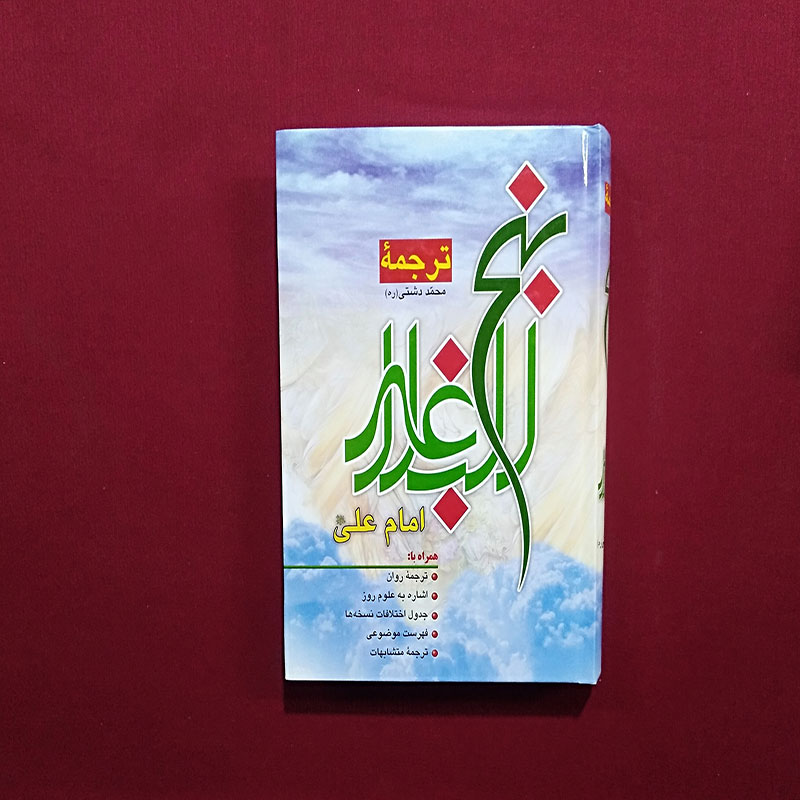 ترجمهٔ
محمّد دشتی(ره)
نهج
البلاغه
امام علی
همراه با:
ترجمهٔ روان
اشاره به علوم روز
جدول اختلافات نسخه‌ها
فهرست موضوعی
ترجمهٔ متشابهات